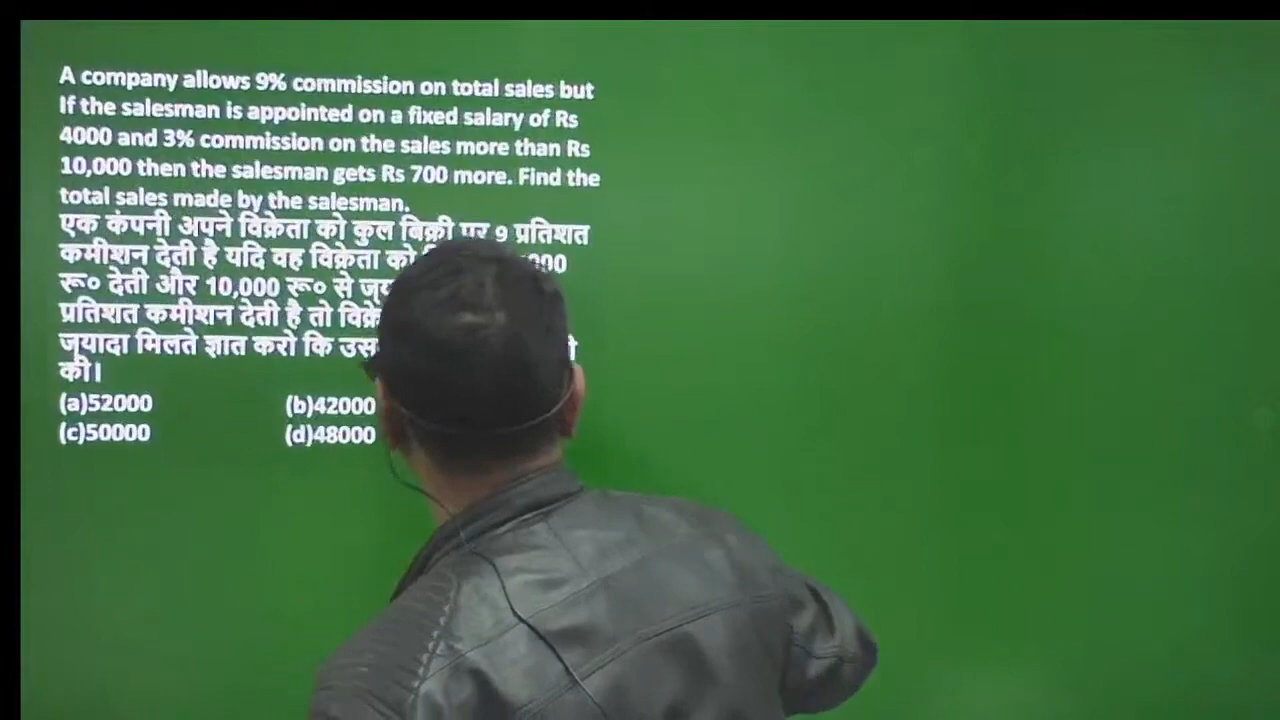 A company allows 9% commission on total sales but
If the salesman is appointed on a fixed salary of Rs
4000 and 3% commission on the sales more than Rs
10,000 then the salesman gets Rs 700 more. Find the
total sales made by the salesman.
एक कंपनी अपने विक्रेता को कुल बिक्री पर 9 प्रतिशत
कमीशन देती है यदि वह विक्रेता को
रू० देती और 10,000 रू० से
प्रतिशत कमीशन देती है तो
ज्यादा मिलते ज्ञात करो कि
की।
(a)52000 (b)42000
(c)50000 (d)48000